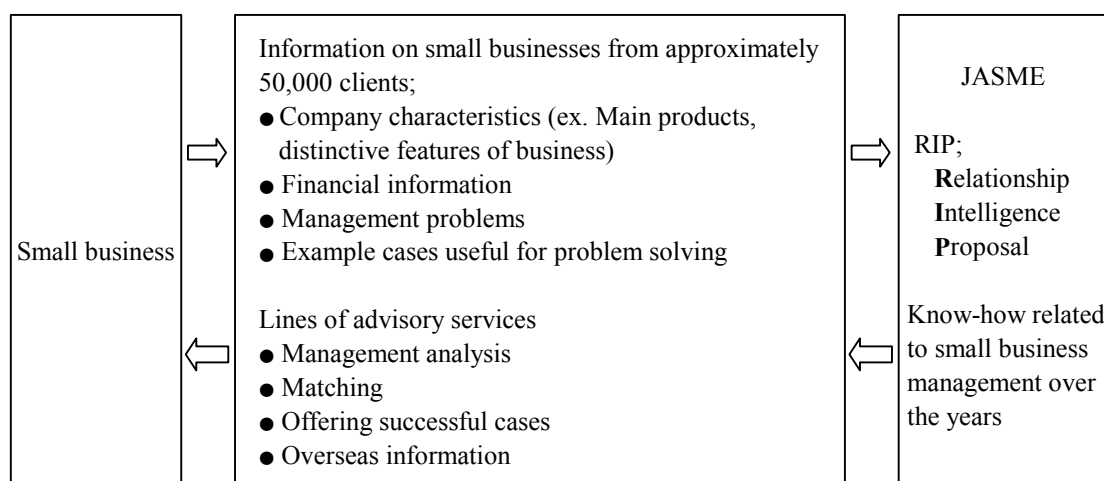 Small business
Information on small businesses from approximately
50,000 clients;
● Company characteristics (ex. Main products,
distinctive features of business)
● Financial information
● Management problems
● Example cases useful for problem solving
Lines of advisory services
● Management analysis
● Matching
● Offering successful cases
● Overseas information
JASME
RIP;
Relationship
Intelligence
Proposal
Know-how related
to small business
management over
the years